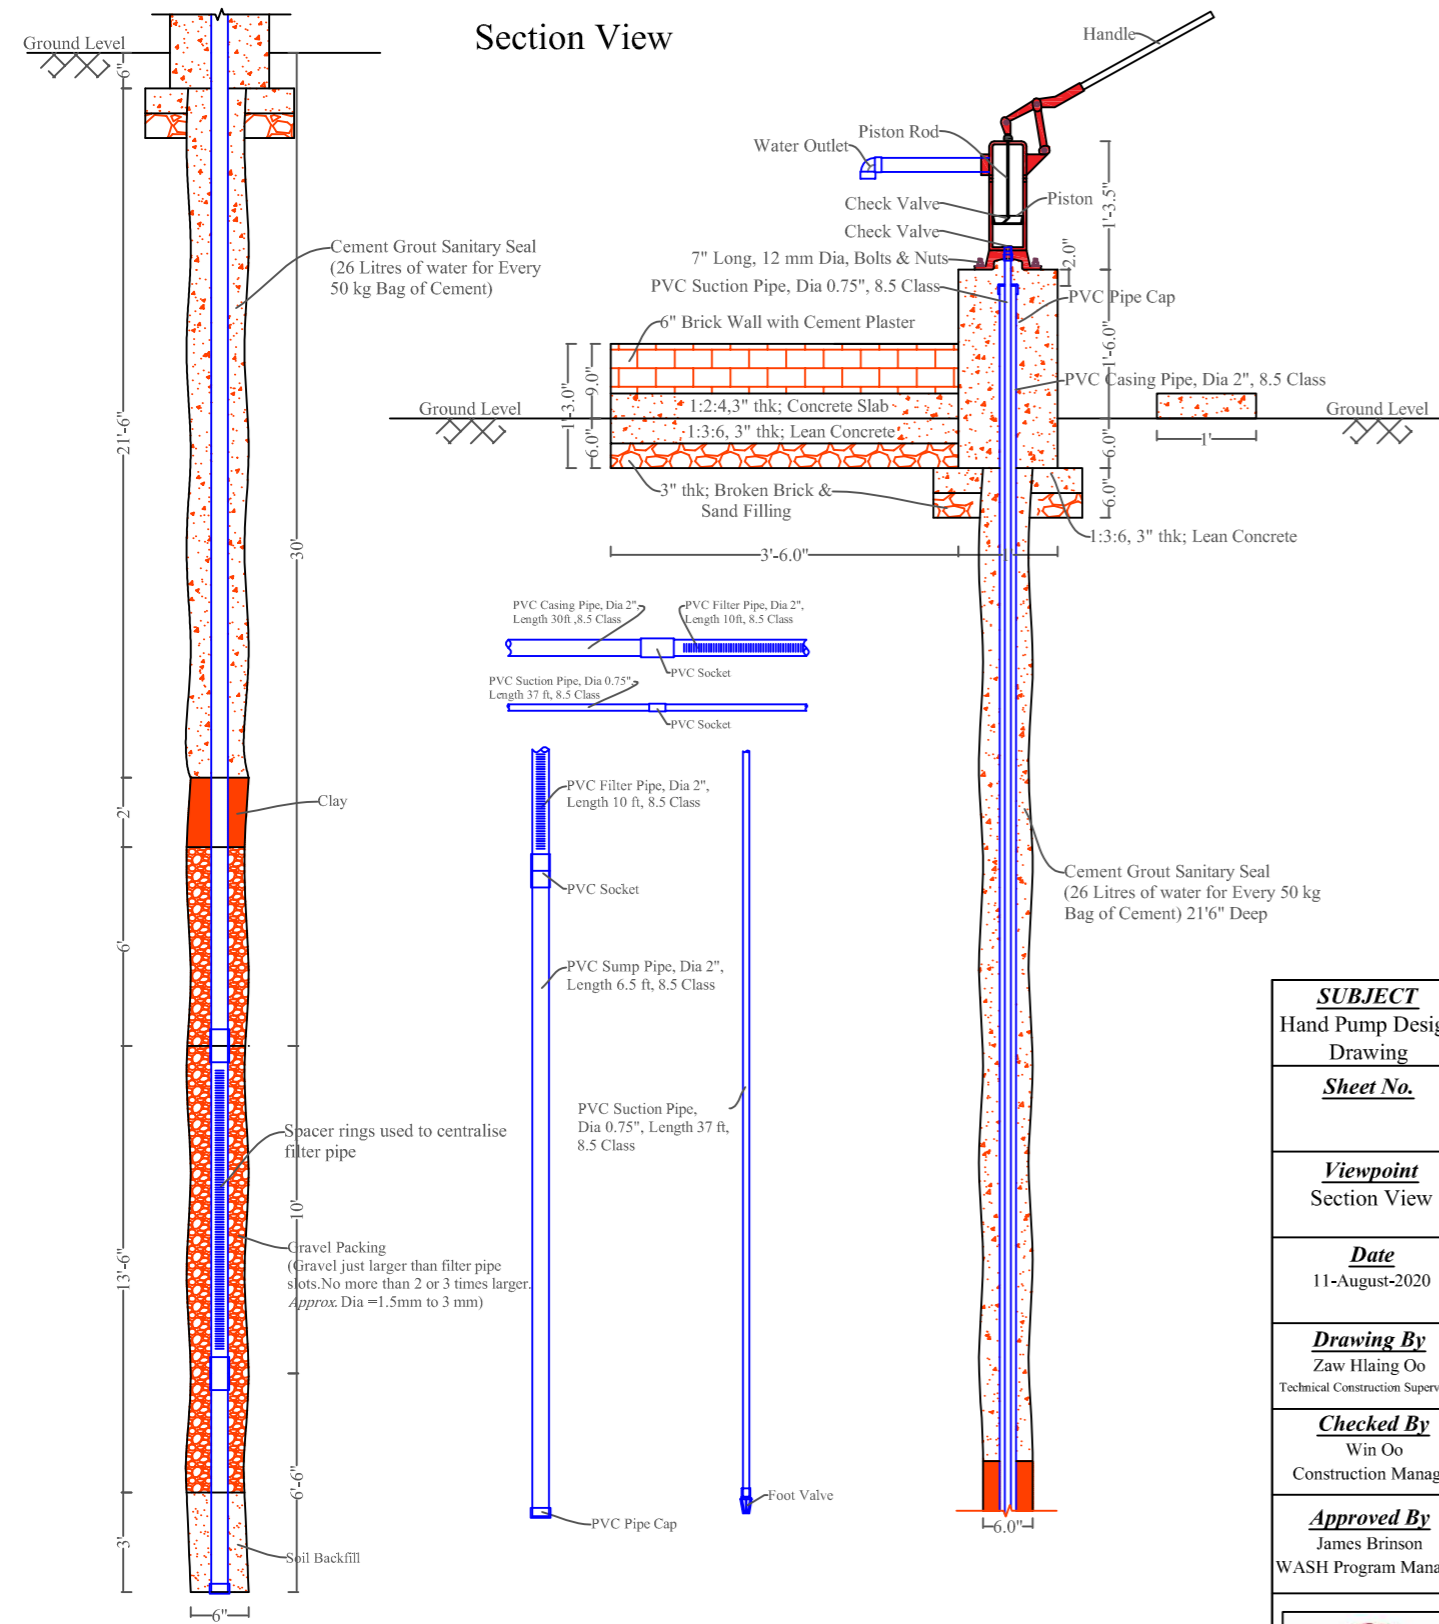 Section View
Ground Level
6"
Cement Grout Sanitary Seal
(26 Litres of water for Every
50 kg Bag of Cement)
21'-6"
30'
Clay
2'
6'
Spacer rings used to centralise
filter pipe
10'
Gravel Packing
(Gravel just larger than filter pipe
slots.No more than 2 or 3 times larger.
Approx. Dia =1.5mm to 3 mm)
13'-6"
6'-6"
3'
Soil Backfill
6"
Handle
Piston Rod
Water Outlet
Check Valve
Piston
Check Valve
7" Long, 12 mm Dia, Bolts & Nuts
PVC Suction Pipe, Dia 0.75", 8.5 Class
PVC Pipe Cap
1'-3.5"
2.0"
1'-6.0"
6" Brick Wall with Cement Plaster
PVC Casing Pipe, Dia 2", 8.5 Class
1'-3.0"
9.0"
6.0"
Ground Level
1:2:4,3" thk; Concrete Slab
1:3:6, 3" thk; Lean Concrete
Ground Level
1'
6.0"
6.0"
3" thk; Broken Brick &
Sand Filling
1:3:6, 3" thk; Lean Concrete
3'-6.0"
PVC Casing Pipe, Dia 2",
Length 30ft ,8.5 Class
PVC Filter Pipe, Dia 2",
Length 10ft, 8.5 Class
PVC Socket
PVC Suction Pipe, Dia 0.75",
Length 37 ft, 8.5 Class
PVC Socket
PVC Filter Pipe, Dia 2",
Length 10 ft, 8.5 Class
PVC Socket
PVC Sump Pipe, Dia 2",
Length 6.5 ft, 8.5 Class
PVC Suction Pipe,
Dia 0.75", Length 37 ft,
8.5 Class
PVC Pipe Cap
Foot Valve
Cement Grout Sanitary Seal
(26 Litres of water for Every 50 kg
Bag of Cement) 21'6" Deep
6.0"
SUBJECT
Hand Pump Desig
Drawing
Sheet No.
Viewpoint
Section View
Date
11-August-2020
Drawing By
Zaw Hlaing Oo
Technical Construction Superv
Checked By
Win Oo
Construction Manag
Approved By
James Brinson
WASH Program Mana